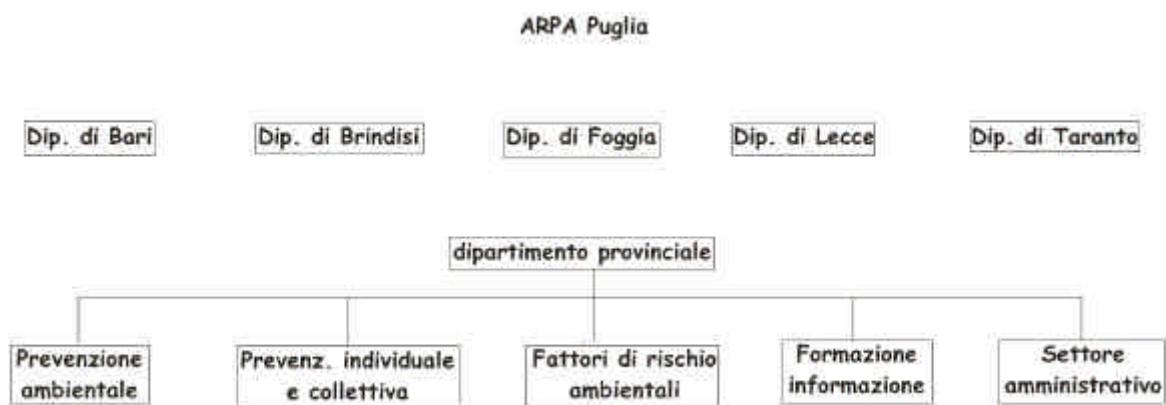 ARPA Puglia
Dip. di Bari
Dip. di Brindisi
Dip. di Foggia
Dip. di Lecce
Dip. di Taranto
dipartimento provinciale
Prevenzione
ambientale
Prevenz. individuale
e collettiva
Fattori di rischio
ambientali
Formazione
informazione
Settore
amministrativo